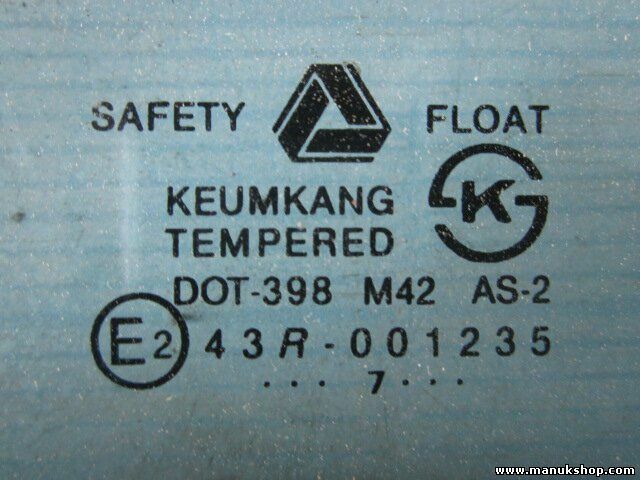 SAFETY FLOAT
KEUMKANG K
TEMPERED
DOT-398 M42 AS-2
E2 43R-001235
... 7 ...
www.manukshop.com